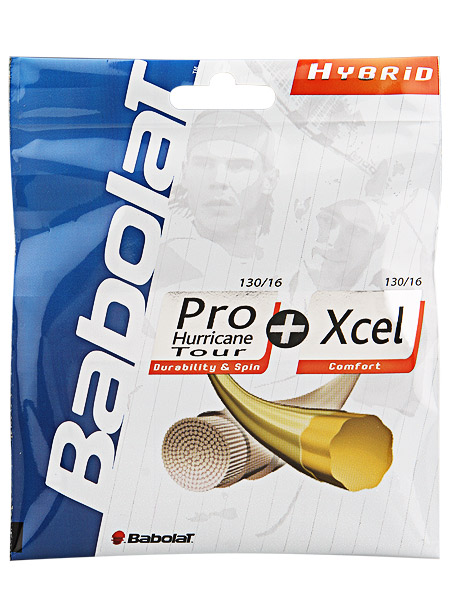 HYBRID
BabolaT
130/16
130/16
Pro
Hurricane
Tour
+
Xcel
Durability & Spin
Comfort
BabolaT